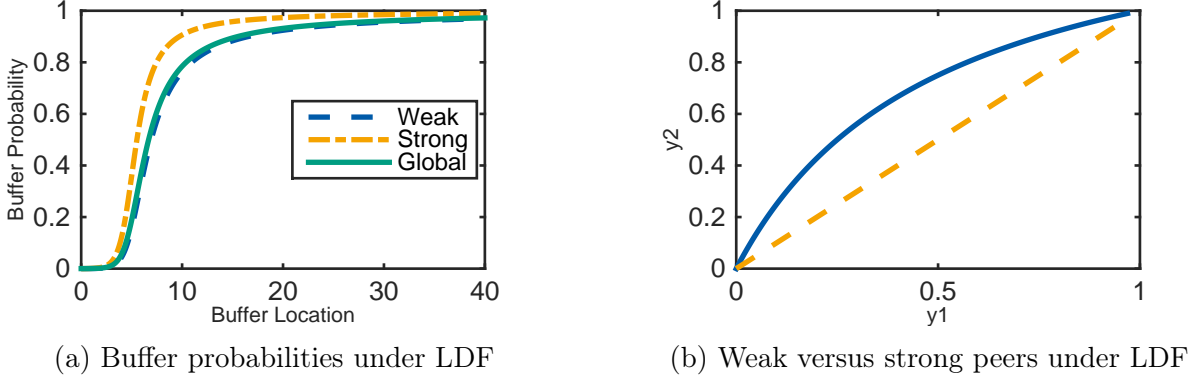 1
0.8
0.6
0.4
0.2
0
Buffer Probability
Weak
Strong
Global
0 10 20 30 40
Buffer Location
(a) Buffer probabilities under LDF
1
0.8
0.6
0.4
0.2
0
y2
0 0.5 1
y1
(b) Weak versus strong peers under LDF